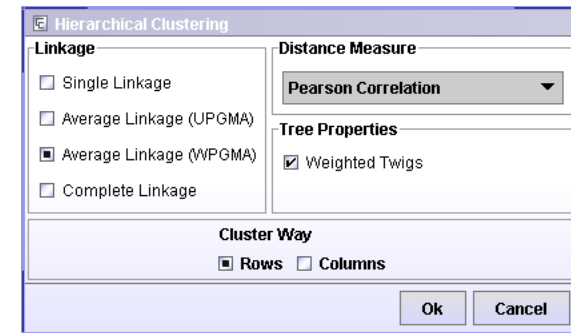 Hierarchical Clustering
Linkage
Single Linkage
Average Linkage (UPGMA)
Average Linkage (WPGMA)
Complete Linkage
Distance Measure
Pearson Correlation
Tree Properties
Weighted Twigs
Cluster Way
Rows Columns
Ok Cancel